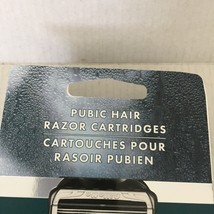 PUBIC HAIR
RAZOR CARTRIDGES
CARTOUCHES POUR
RASOIR PUBIEN